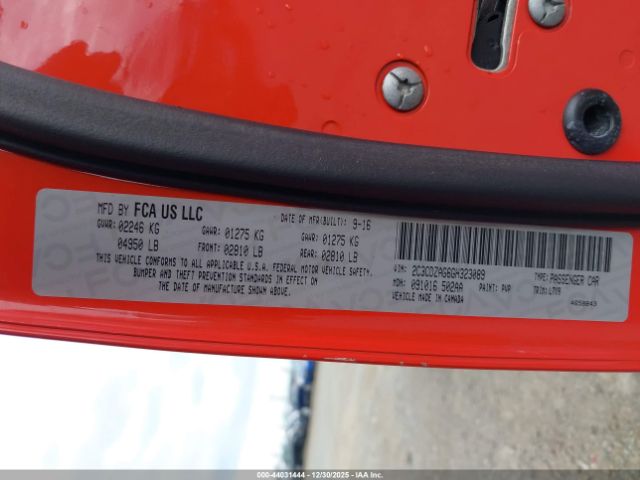 MFD BY FCA US LLC
DATE OF MFR(BUILT): 9-16
GVWR: 02246 KG GAWR: 01275 KG GAWR: 01275 KG
04950 LB FRONT: 02810 LB REAR: 02810 LB
THIS VEHICLE CONFORMS TO ALL APPLICABLE U.S.A. FEDERAL MOTOR VEHICLE SAFETY,
BUMPER AND THEFT PREVENTION STANDARDS IN EFFECT ON
THE DATE OF MANUFACTURE SHOWN ABOVE.
VIN: 2C3CDZAG6GH323089 TYPE: PASSENGER CAR
MDH: 091016 502AA PAINT: PVP TRIM: L7V9
VEHICLE MADE IN CANADA
000-44031444 - 12/30/2025 - IAA, Inc.